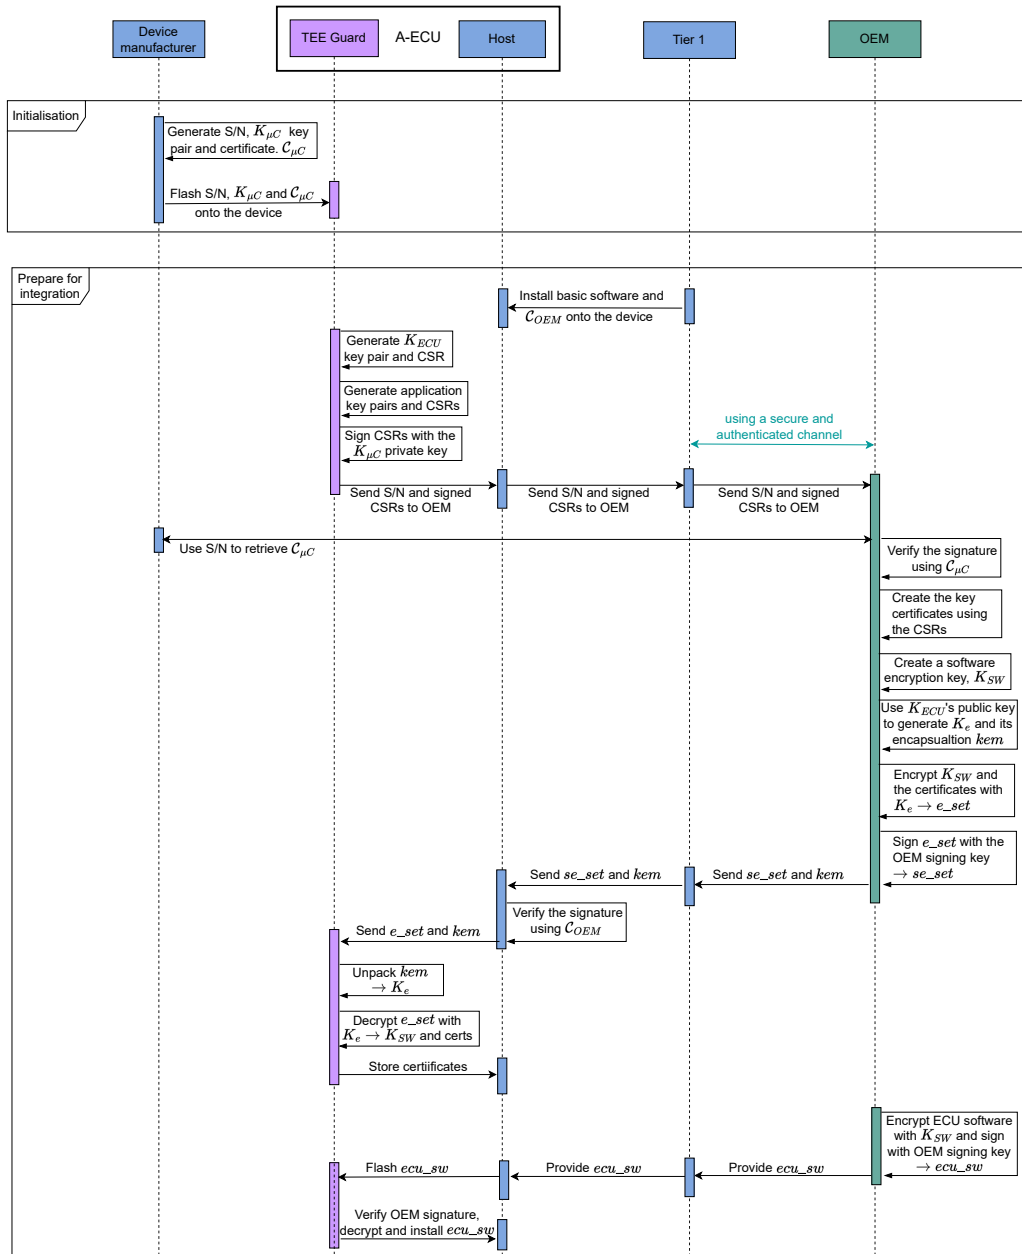 Device
manufacturer
TEE Guard
A-ECU
Host
Tier 1
OEM
Initialisation
Generate S/N, K_μC key
pair and certificate. C_μC
Flash S/N, K_μC and C_μC
onto the device
Prepare for
integration
Install basic software and
C_OEM onto the device
Generate K_ECU
key pair and CSR
Generate application
key pairs and CSRs
Sign CSRs with the
K_μC private key
using a secure and
authenticated channel
Send S/N and signed
CSRs to OEM
Send S/N and signed
CSRs to OEM
Send S/N and signed
CSRs to OEM
Use S/N to retrieve C_μC
Verify the signature
using C_μC
Create the key
certificates using
the CSRs
Create a software
encryption key, K_SW
Use K_ECU's public key
to generate K_e and its
encapsualtion kem
Encrypt K_SW and
the certificates with
K_e → e_set
Sign e_set with the
OEM signing key
→ se_set
Send se_set and kem
Send se_set and kem
Verify the signature
using C_OEM
Send e_set and kem
Unpack kem
→ K_e
Decrypt e_set with
K_e → K_SW and certs
Store certiificates
Encrypt ECU software
with K_SW and sign
with OEM signing key
→ ecu_sw
Flash ecu_sw
Provide ecu_sw
Provide ecu_sw
Verify OEM signature,
decrypt and install ecu_sw